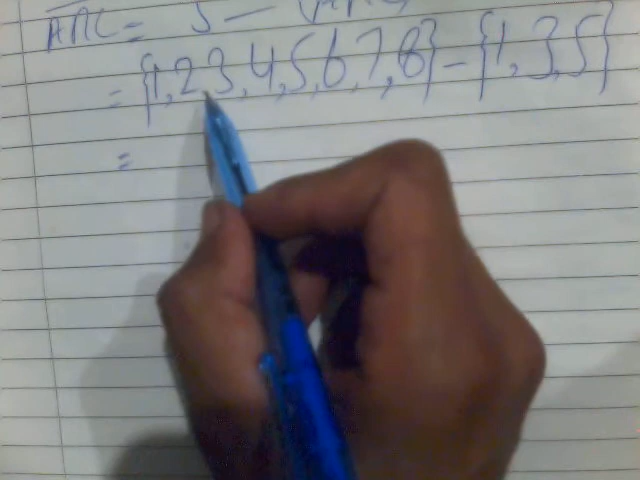 = {1,2,3,4,5,6,7,8} - {1,3,5}
=